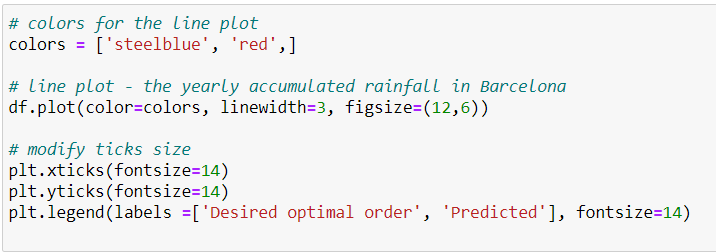 # colors for the line plot
colors = ['steelblue', 'red',]
# line plot - the yearly accumulated rainfall in Barcelona
df.plot(color=colors, linewidth=3, figsize=(12,6))
# modify ticks size
plt.xticks(fontsize=14)
plt.yticks(fontsize=14)
plt.legend(labels =['Desired optimal order', 'Predicted'], fontsize=14)